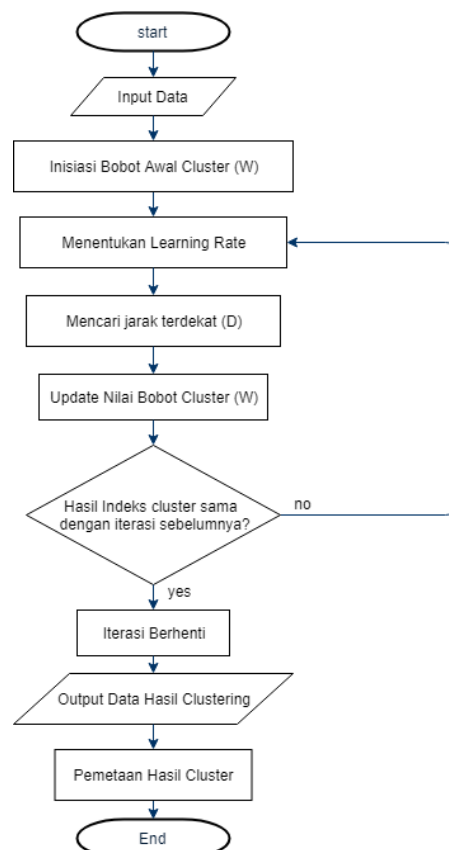 start
Input Data
Inisiasi Bobot Awal Cluster (W)
Menentukan Learning Rate
Mencari jarak terdekat (D)
Update Nilai Bobot Cluster (W)
Hasil Indeks cluster sama
dengan iterasi sebelumnya?
no
yes
Iterasi Berhenti
Output Data Hasil Clustering
Pemetaan Hasil Cluster
End